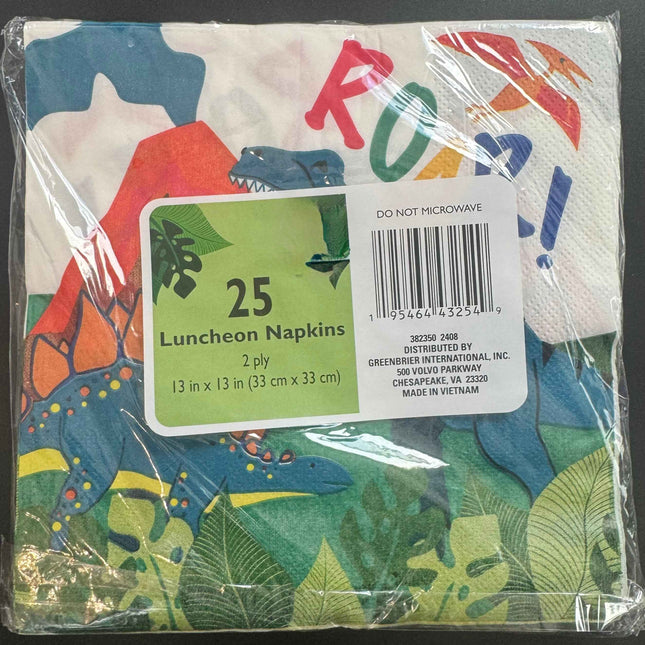 ROAR!
25
Luncheon Napkins
2 ply
13 in x 13 in (33 cm x 33 cm)
DO NOT MICROWAVE
1 95464 43254 9
382350 2408
DISTRIBUTED BY
GREENBRIER INTERNATIONAL, INC.
500 VOLVO PARKWAY
CHESAPEAKE, VA 23320
MADE IN VIETNAM